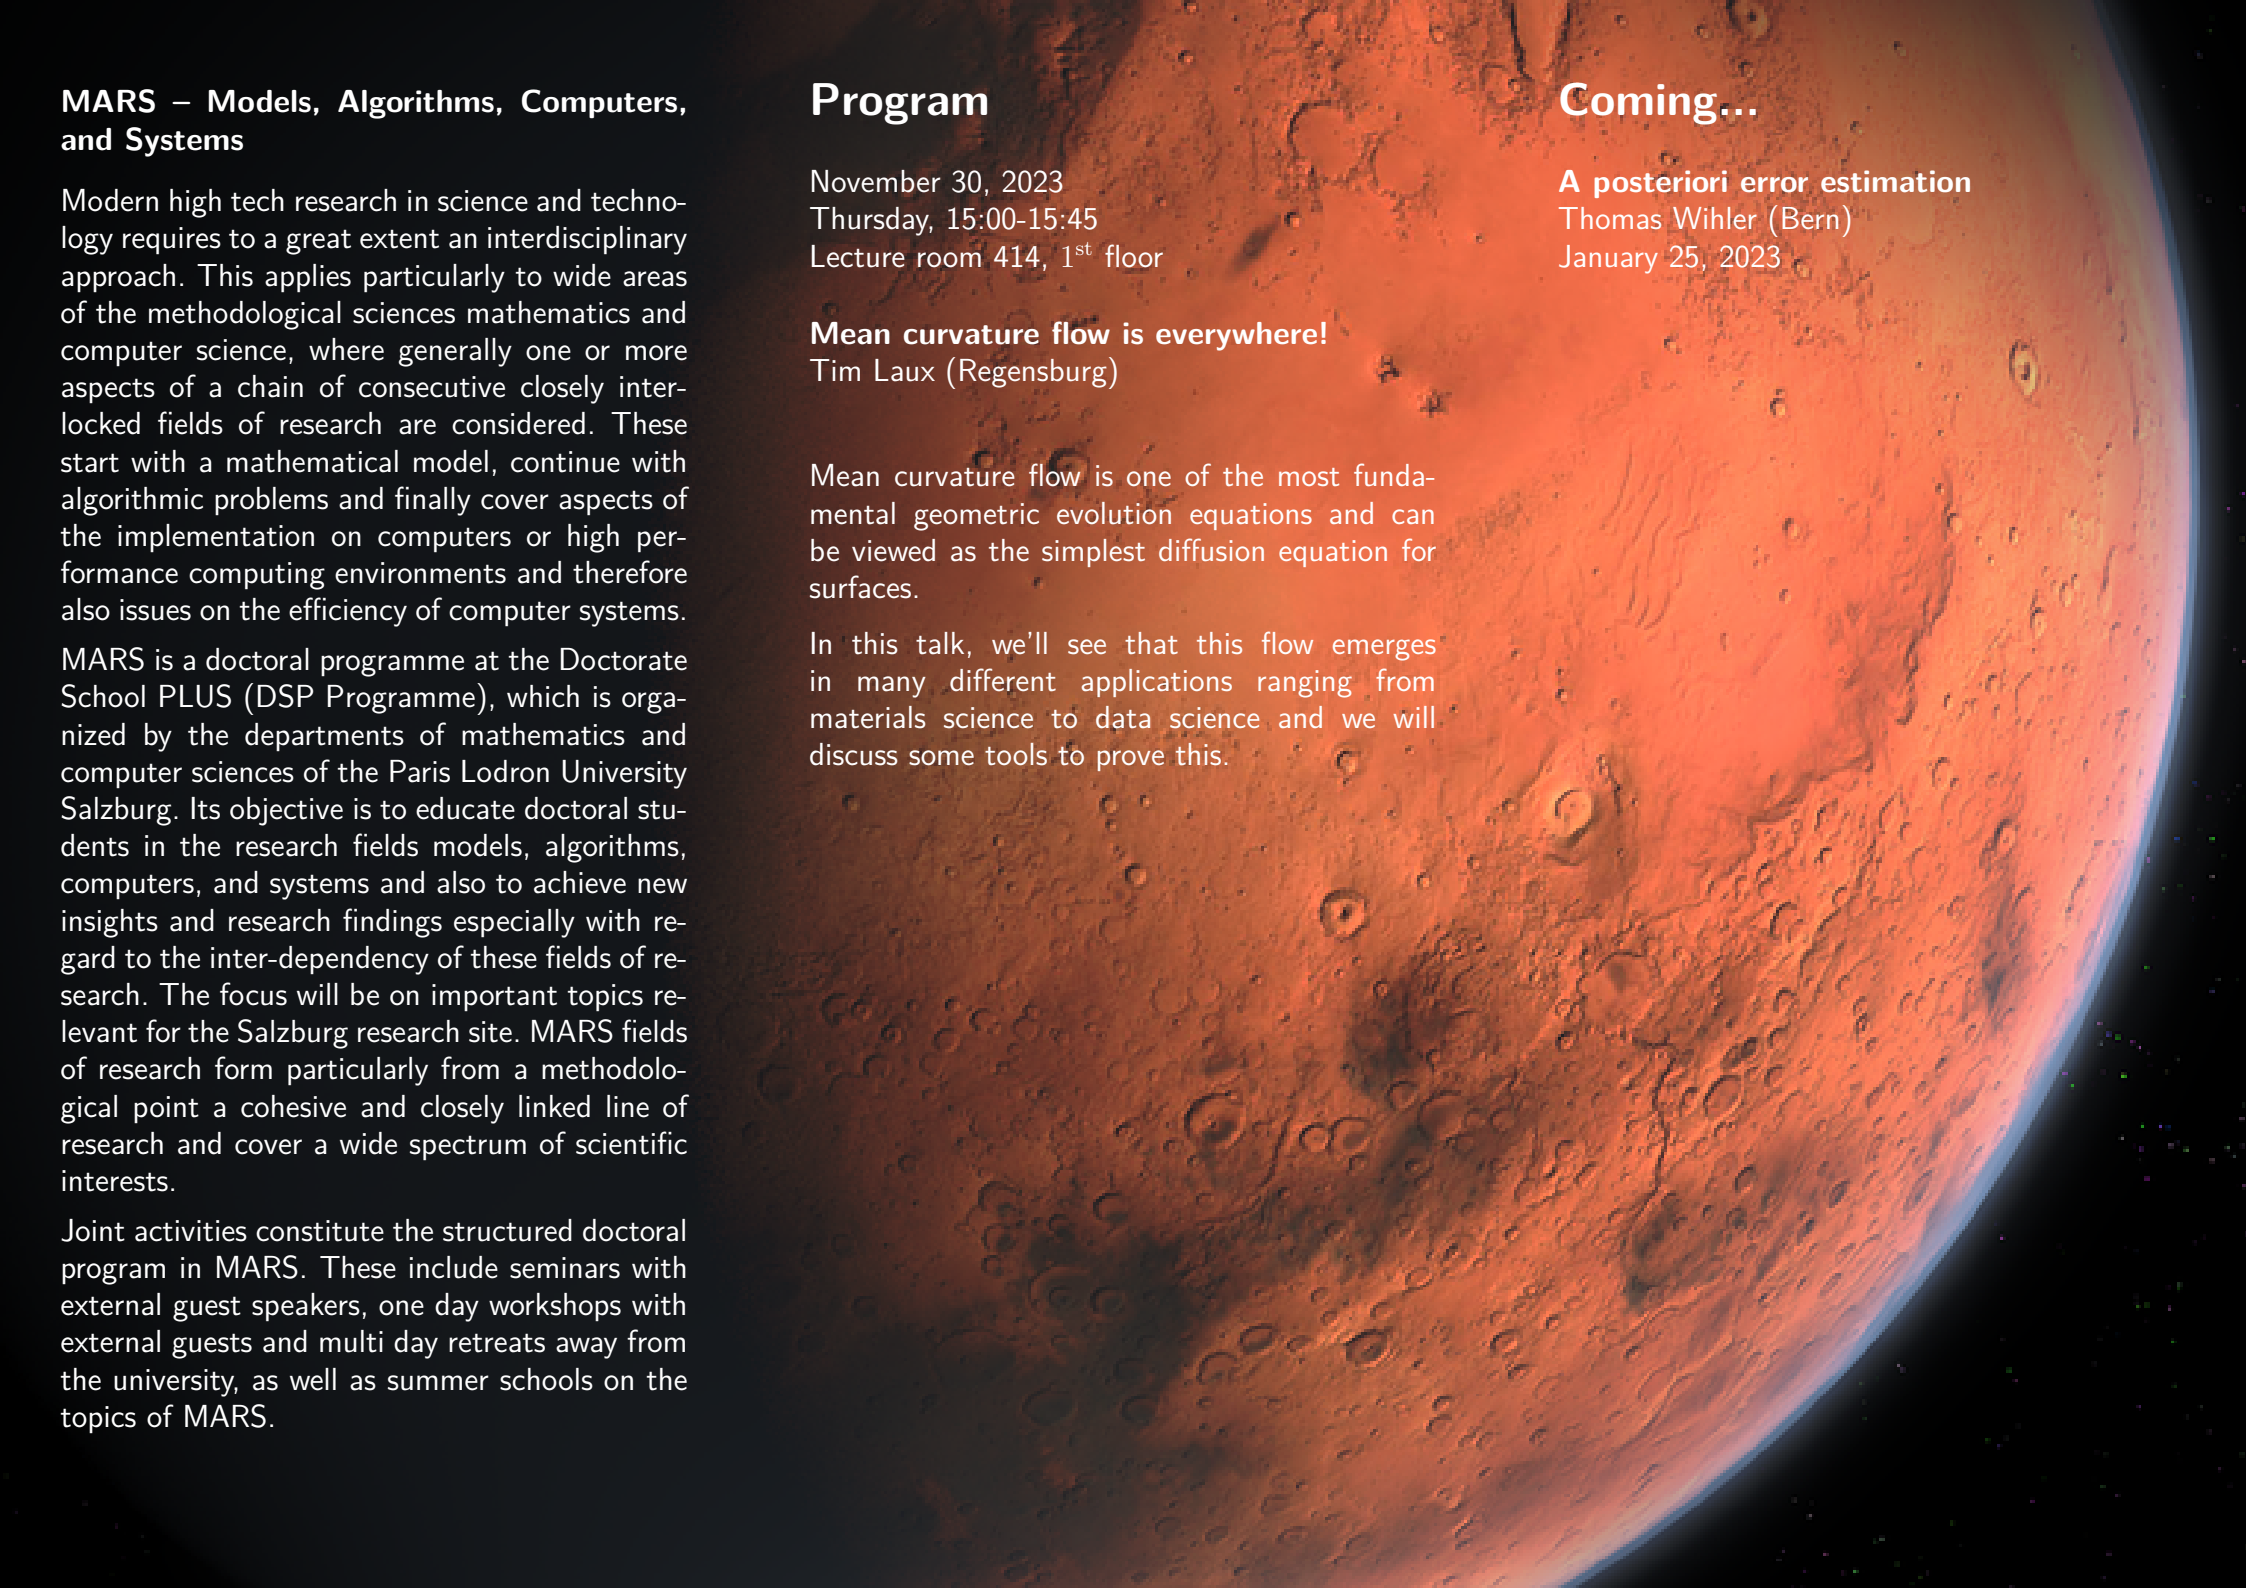 MARS – Models, Algorithms, Computers,
and Systems
Modern high tech research in science and techno-
logy requires to a great extent an interdisciplinary
approach. This applies particularly to wide areas
of the methodological sciences mathematics and
computer science, where generally one or more
aspects of a chain of consecutive closely inter-
locked fields of research are considered. These
start with a mathematical model, continue with
algorithmic problems and finally cover aspects of
the implementation on computers or high per-
formance computing environments and therefore
also issues on the efficiency of computer systems.
MARS is a doctoral programme at the Doctorate
School PLUS (DSP Programme), which is orga-
nized by the departments of mathematics and
computer sciences of the Paris Lodron University
Salzburg. Its objective is to educate doctoral stu-
dents in the research fields models, algorithms,
computers, and systems and also to achieve new
insights and research findings especially with re-
gard to the inter-dependency of these fields of re-
search. The focus will be on important topics re-
levant for the Salzburg research site. MARS fields
of research form particularly from a methodolo-
gical point a cohesive and closely linked line of
research and cover a wide spectrum of scientific
interests.
Joint activities constitute the structured doctoral
program in MARS. These include seminars with
external guest speakers, one day workshops with
external guests and multi day retreats away from
the university, as well as summer schools on the
topics of MARS.
Program
November 30, 2023
Thursday, 15:00-15:45
Lecture room 414, 1st floor
Mean curvature flow is everywhere!
Tim Laux (Regensburg)
Mean curvature flow is one of the most funda-
mental geometric evolution equations and can
be viewed as the simplest diffusion equation for
surfaces.
In this talk, we'll see that this flow emerges
in many different applications ranging from
materials science to data science and we will
discuss some tools to prove this.
Coming...
A posteriori error estimation
Thomas Wihler (Bern)
January 25, 2023